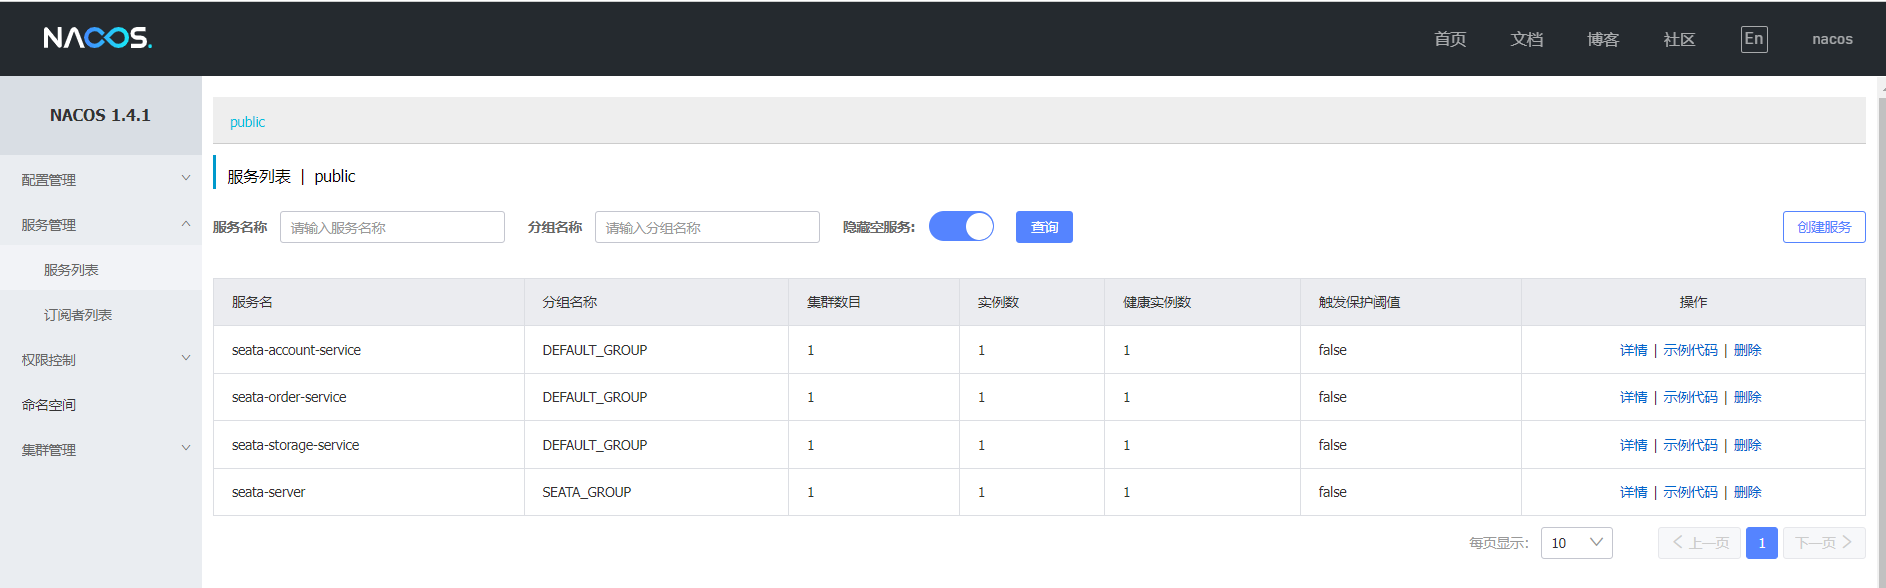 NACOS.
首页 文档 博客 社区 En nacos
NACOS 1.4.1
配置管理
服务管理
服务列表
订阅者列表
权限控制
命名空间
集群管理
public
服务列表 | public
服务名称 请输入服务名称 分组名称 请输入分组名称 隐藏空服务: 查询 创建服务
服务名 分组名称 集群数目 实例数 健康实例数 触发保护阈值 操作
seata-account-service DEFAULT_GROUP 1 1 1 false 详情 | 示例代码 | 删除
seata-order-service DEFAULT_GROUP 1 1 1 false 详情 | 示例代码 | 删除
seata-storage-service DEFAULT_GROUP 1 1 1 false 详情 | 示例代码 | 删除
seata-server SEATA_GROUP 1 1 1 false 详情 | 示例代码 | 删除
每页显示: 10 上一页 1 下一页